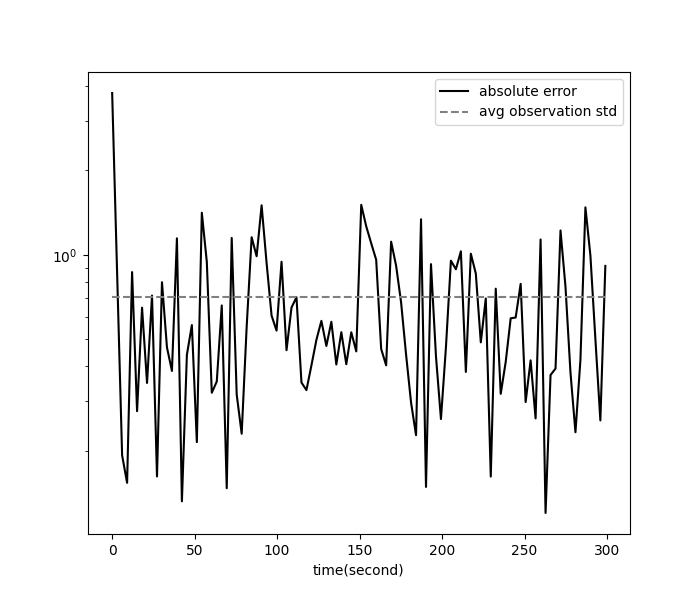 absolute error
avg observation std
10⁰
0 50 100 150 200 250 300
time(second)